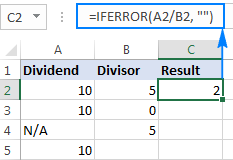 C2 =IFERROR(A2/B2, "")
A B C
1 Dividend Divisor Result
2 10 5 2
3 10 0
4 N/A 5
5 10